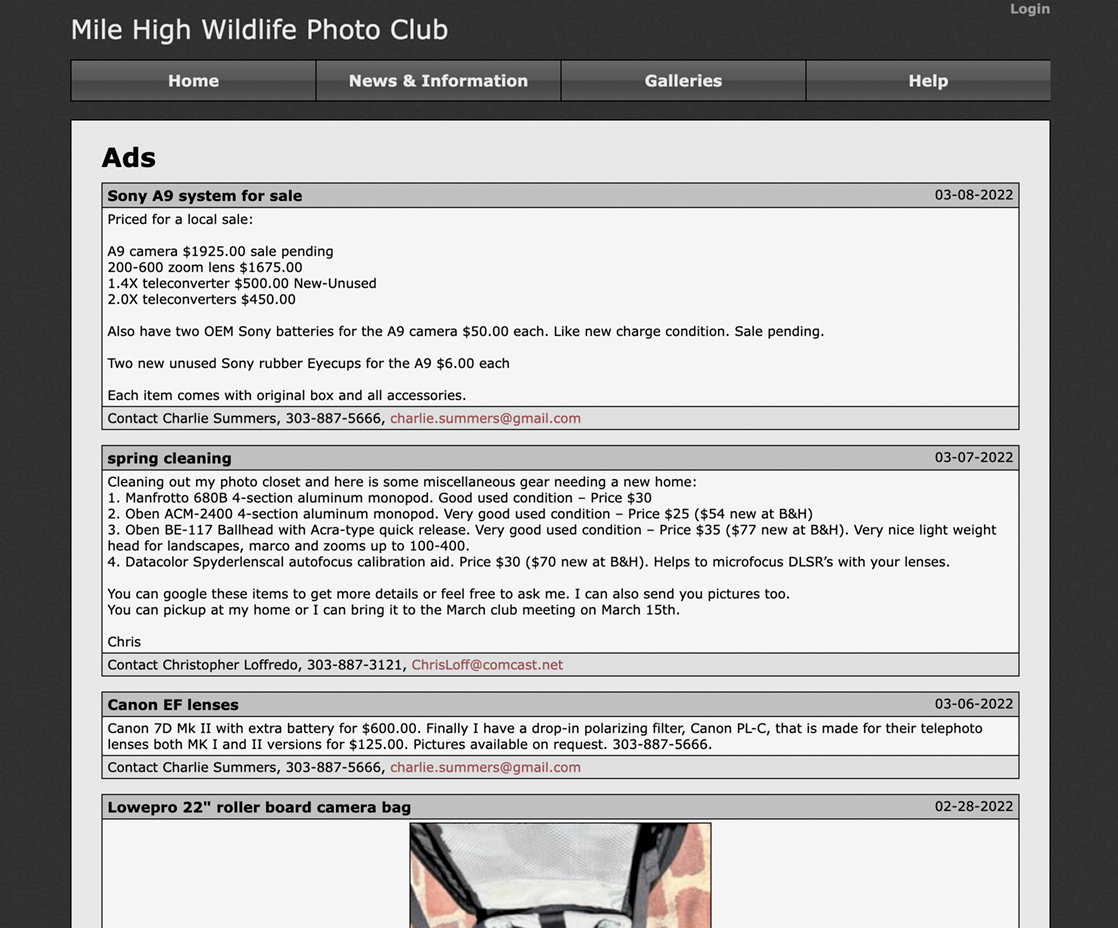 Login
Mile High Wildlife Photo Club
Home News & Information Galleries Help
Ads
Sony A9 system for sale 03-08-2022
Priced for a local sale:
A9 camera $1925.00 sale pending
200-600 zoom lens $1675.00
1.4X teleconverter $500.00 New-Unused
2.0X teleconverters $450.00
Also have two OEM Sony batteries for the A9 camera $50.00 each. Like new charge condition. Sale pending.
Two new unused Sony rubber Eyecups for the A9 $6.00 each
Each item comes with original box and all accessories.
Contact Charlie Summers, 303-887-5666, charlie.summers@gmail.com
spring cleaning 03-07-2022
Cleaning out my photo closet and here is some miscellaneous gear needing a new home:
1. Manfrotto 680B 4-section aluminum monopod. Good used condition – Price $30
2. Oben ACM-2400 4-section aluminum monopod. Very good used condition – Price $25 ($54 new at B&H)
3. Oben BE-117 Ballhead with Acra-type quick release. Very good used condition – Price $35 ($77 new at B&H). Very nice light weight
head for landscapes, marco and zooms up to 100-400.
4. Datacolor Spyderlenscal autofocus calibration aid. Price $30 ($70 new at B&H). Helps to microfocus DLSR’s with your lenses.
You can google these items to get more details or feel free to ask me. I can also send you pictures too.
You can pickup at my home or I can bring it to the March club meeting on March 15th.
Chris
Contact Christopher Loffredo, 303-887-3121, ChrisLoff@comcast.net
Canon EF lenses 03-06-2022
Canon 7D Mk II with extra battery for $600.00. Finally I have a drop-in polarizing filter, Canon PL-C, that is made for their telephoto
lenses both MK I and II versions for $125.00. Pictures available on request. 303-887-5666.
Contact Charlie Summers, 303-887-5666, charlie.summers@gmail.com
Lowepro 22" roller board camera bag 02-28-2022